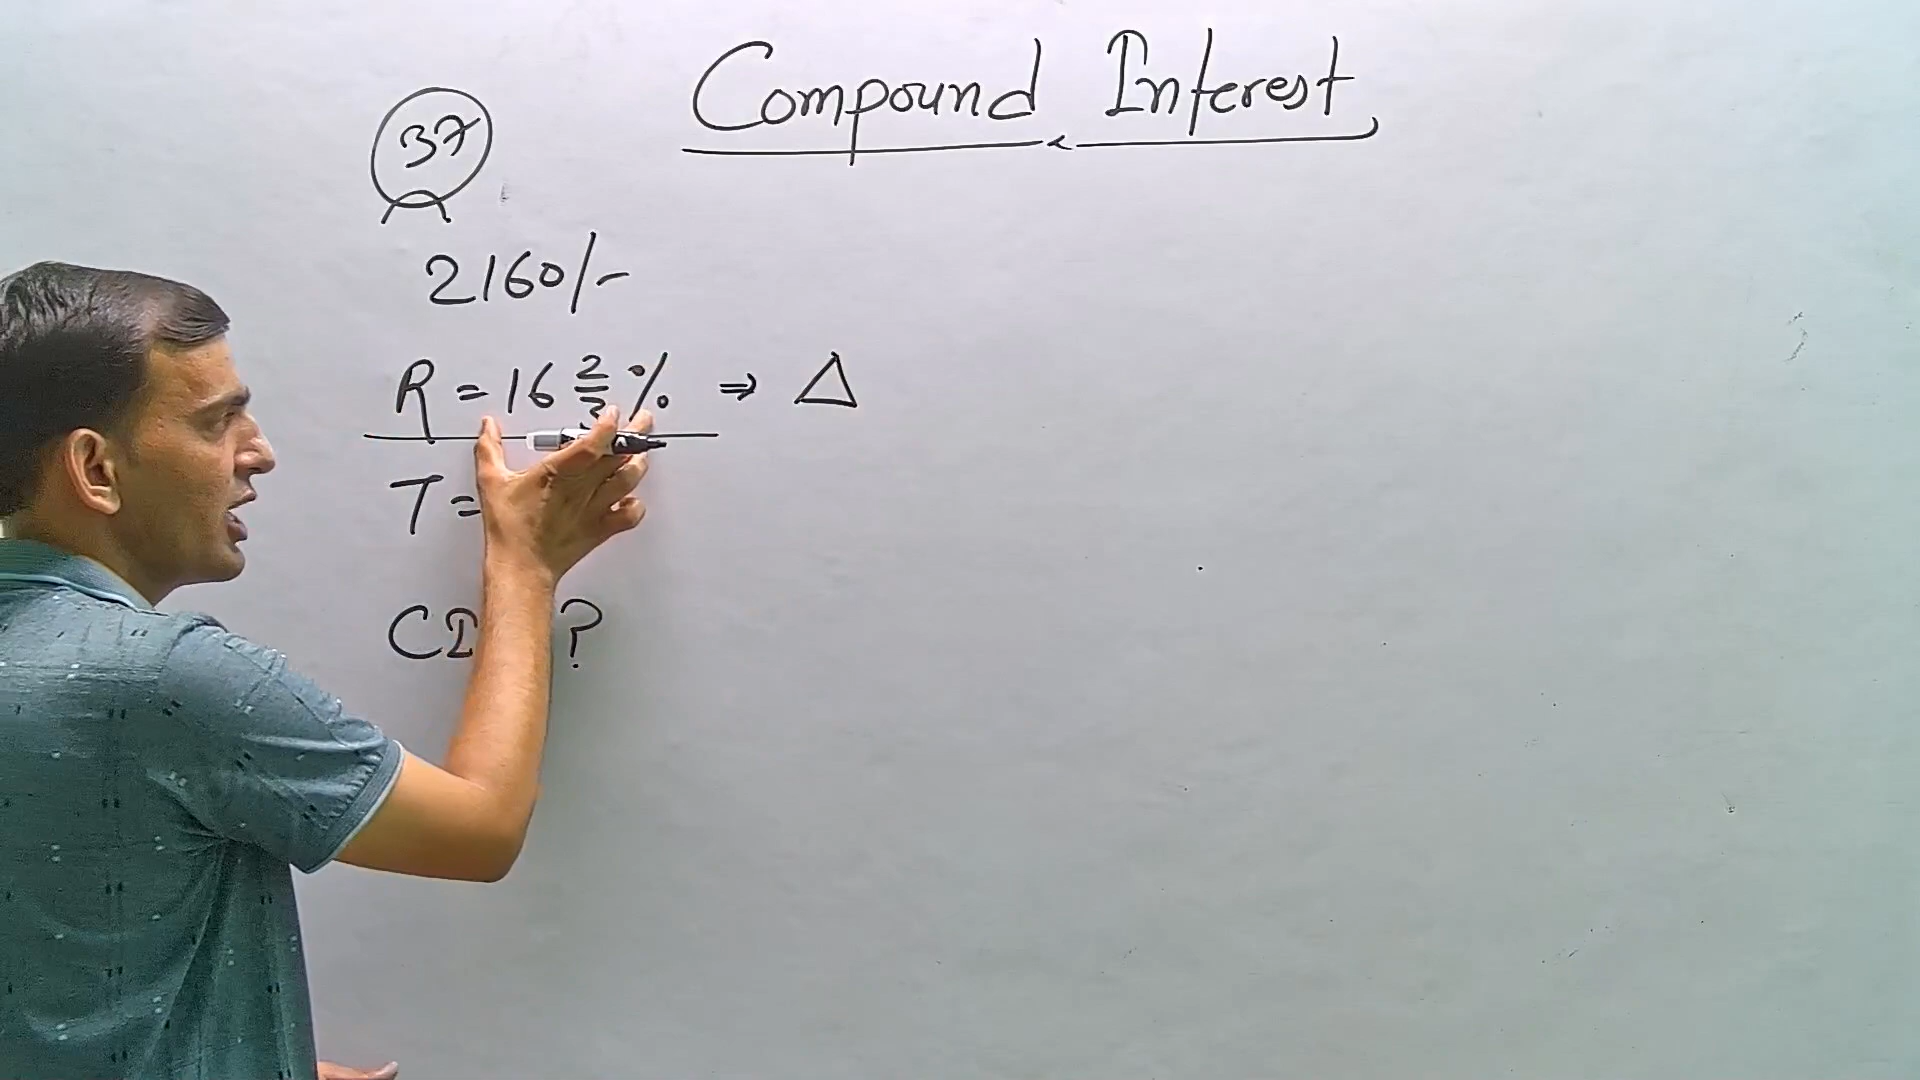 Compound Interest
37
2160/-
R = 16 2/3 % ⇒ △
T =
CI ?